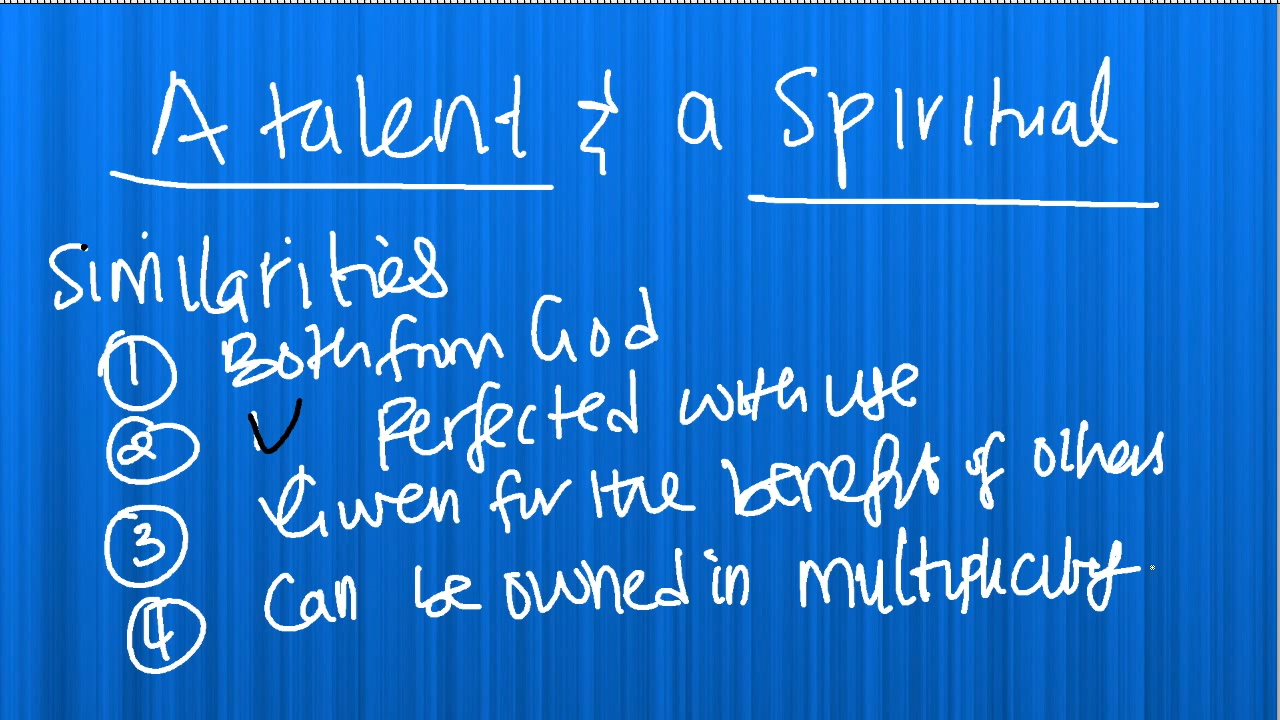 A talent & a Spiritual
Similarities
① Both from God
② Perfected with use
③ Given for the benefit of others
④ Can be owned in multiplicity